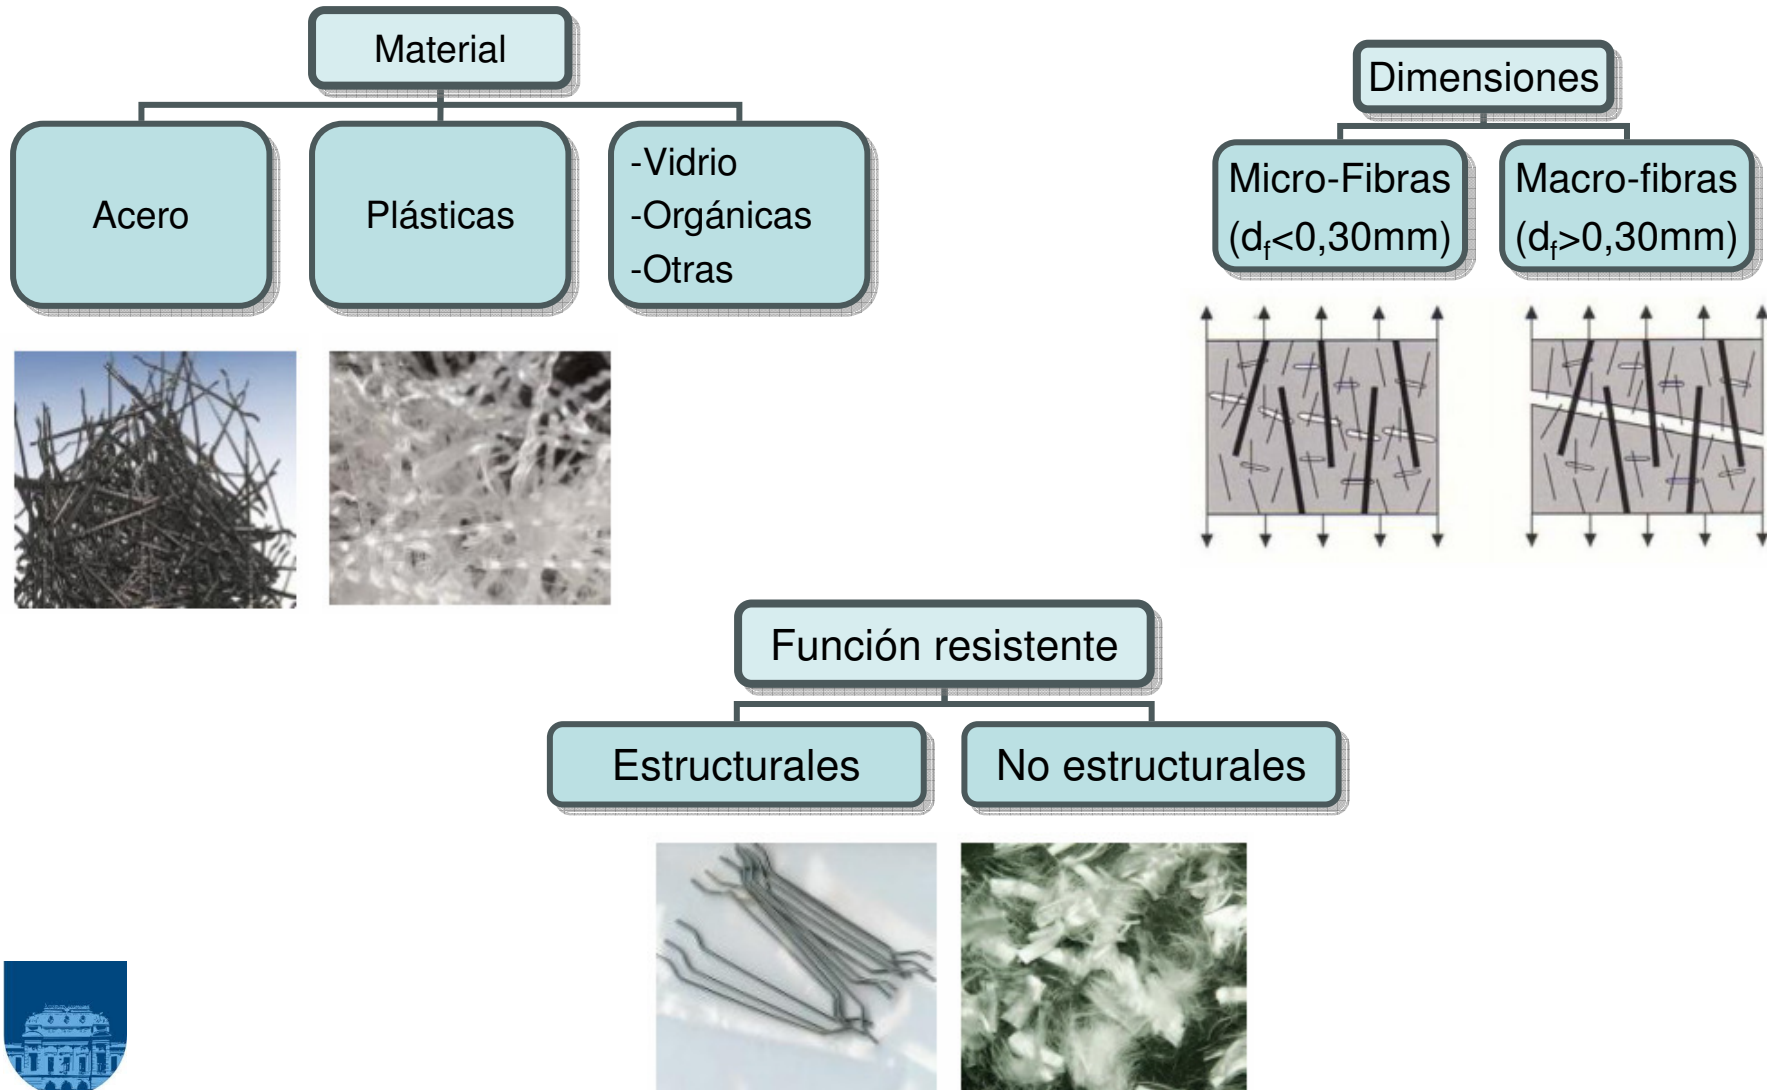 Material
Acero
Plásticas
-Vidrio
-Orgánicas
-Otras
Dimensiones
Micro-Fibras
(df<0,30mm)
Macro-fibras
(df>0,30mm)
Función resistente
Estructurales
No estructurales